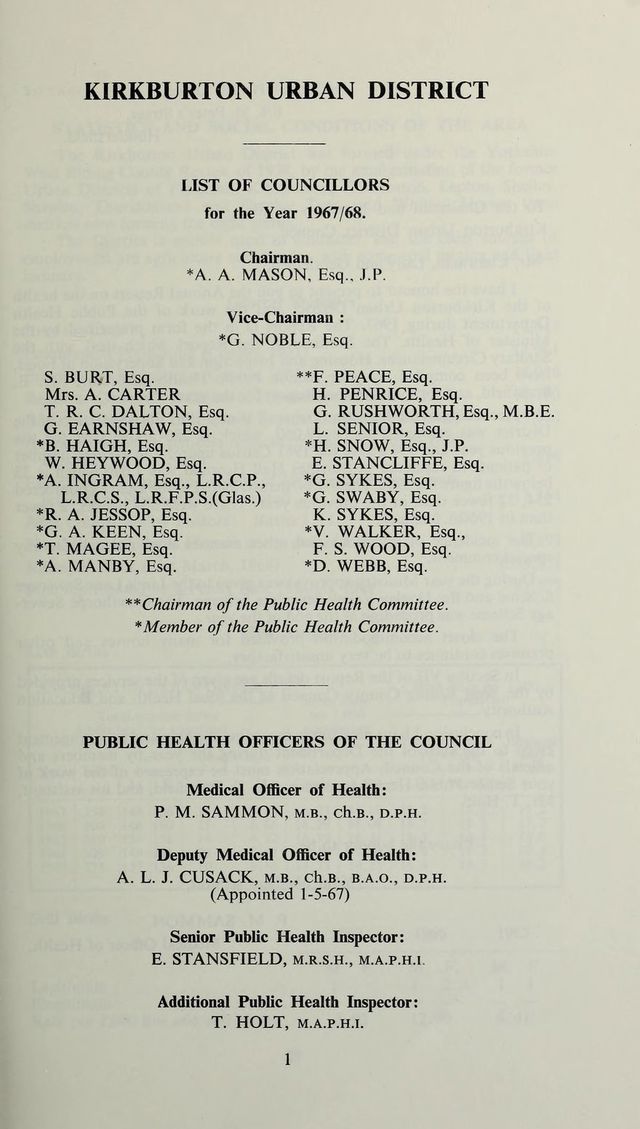 KIRKBURTON URBAN DISTRICT
LIST OF COUNCILLORS
for the Year 1967/68.
Chairman.
*A. A. MASON, Esq., J.P.
Vice-Chairman :
*G. NOBLE, Esq.
S. BURT, Esq.
Mrs. A. CARTER
T. R. C. DALTON, Esq.
G. EARNSHAW, Esq.
*B. HAIGH, Esq.
W. HEYWOOD, Esq.
*A. INGRAM, Esq., L.R.C.P.,
L.R.C.S., L.R.F.P.S.(Glas.)
*R. A. JESSOP, Esq.
*G. A. KEEN, Esq.
*T. MAGEE, Esq.
*A. MANBY, Esq.
**F. PEACE, Esq.
H. PENRICE, Esq.
G. RUSHWORTH, Esq., M.B.E.
L. SENIOR, Esq.
*H. SNOW, Esq., J.P.
E. STANCLIFFE, Esq.
*G. SYKES, Esq.
*G. SWABY, Esq.
K. SYKES, Esq.
*V. WALKER, Esq.,
F. S. WOOD, Esq.
*D. WEBB, Esq.
**Chairman of the Public Health Committee.
*Member of the Public Health Committee.
PUBLIC HEALTH OFFICERS OF THE COUNCIL
Medical Officer of Health:
P. M. SAMMON, M.B., Ch.B., D.P.H.
Deputy Medical Officer of Health:
A. L. J. CUSACK, M.B., Ch.B., B.A.O., D.P.H.
(Appointed 1-5-67)
Senior Public Health Inspector:
E. STANSFIELD, M.R.S.H., M.A.P.H.I.
Additional Public Health Inspector:
T. HOLT, M.A.P.H.I.
1